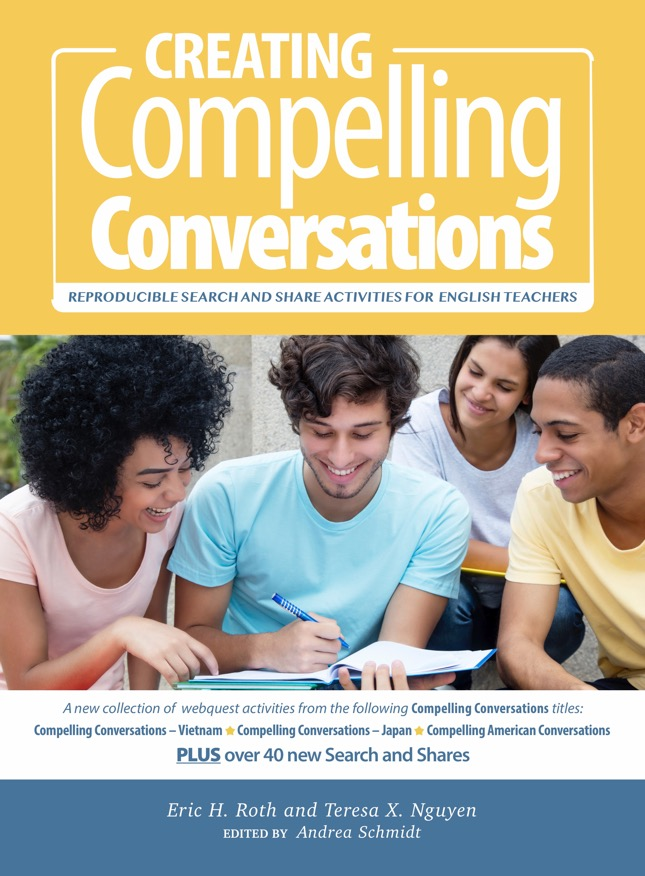 CREATING
Compelling
Conversations
REPRODUCIBLE SEARCH AND SHARE ACTIVITIES FOR ENGLISH TEACHERS
A new collection of webquest activities from the following Compelling Conversations titles:
Compelling Conversations – Vietnam ★ Compelling Conversations – Japan ★ Compelling American Conversations
PLUS over 40 new Search and Shares
Eric H. Roth and Teresa X. Nguyen
EDITED BY Andrea Schmidt